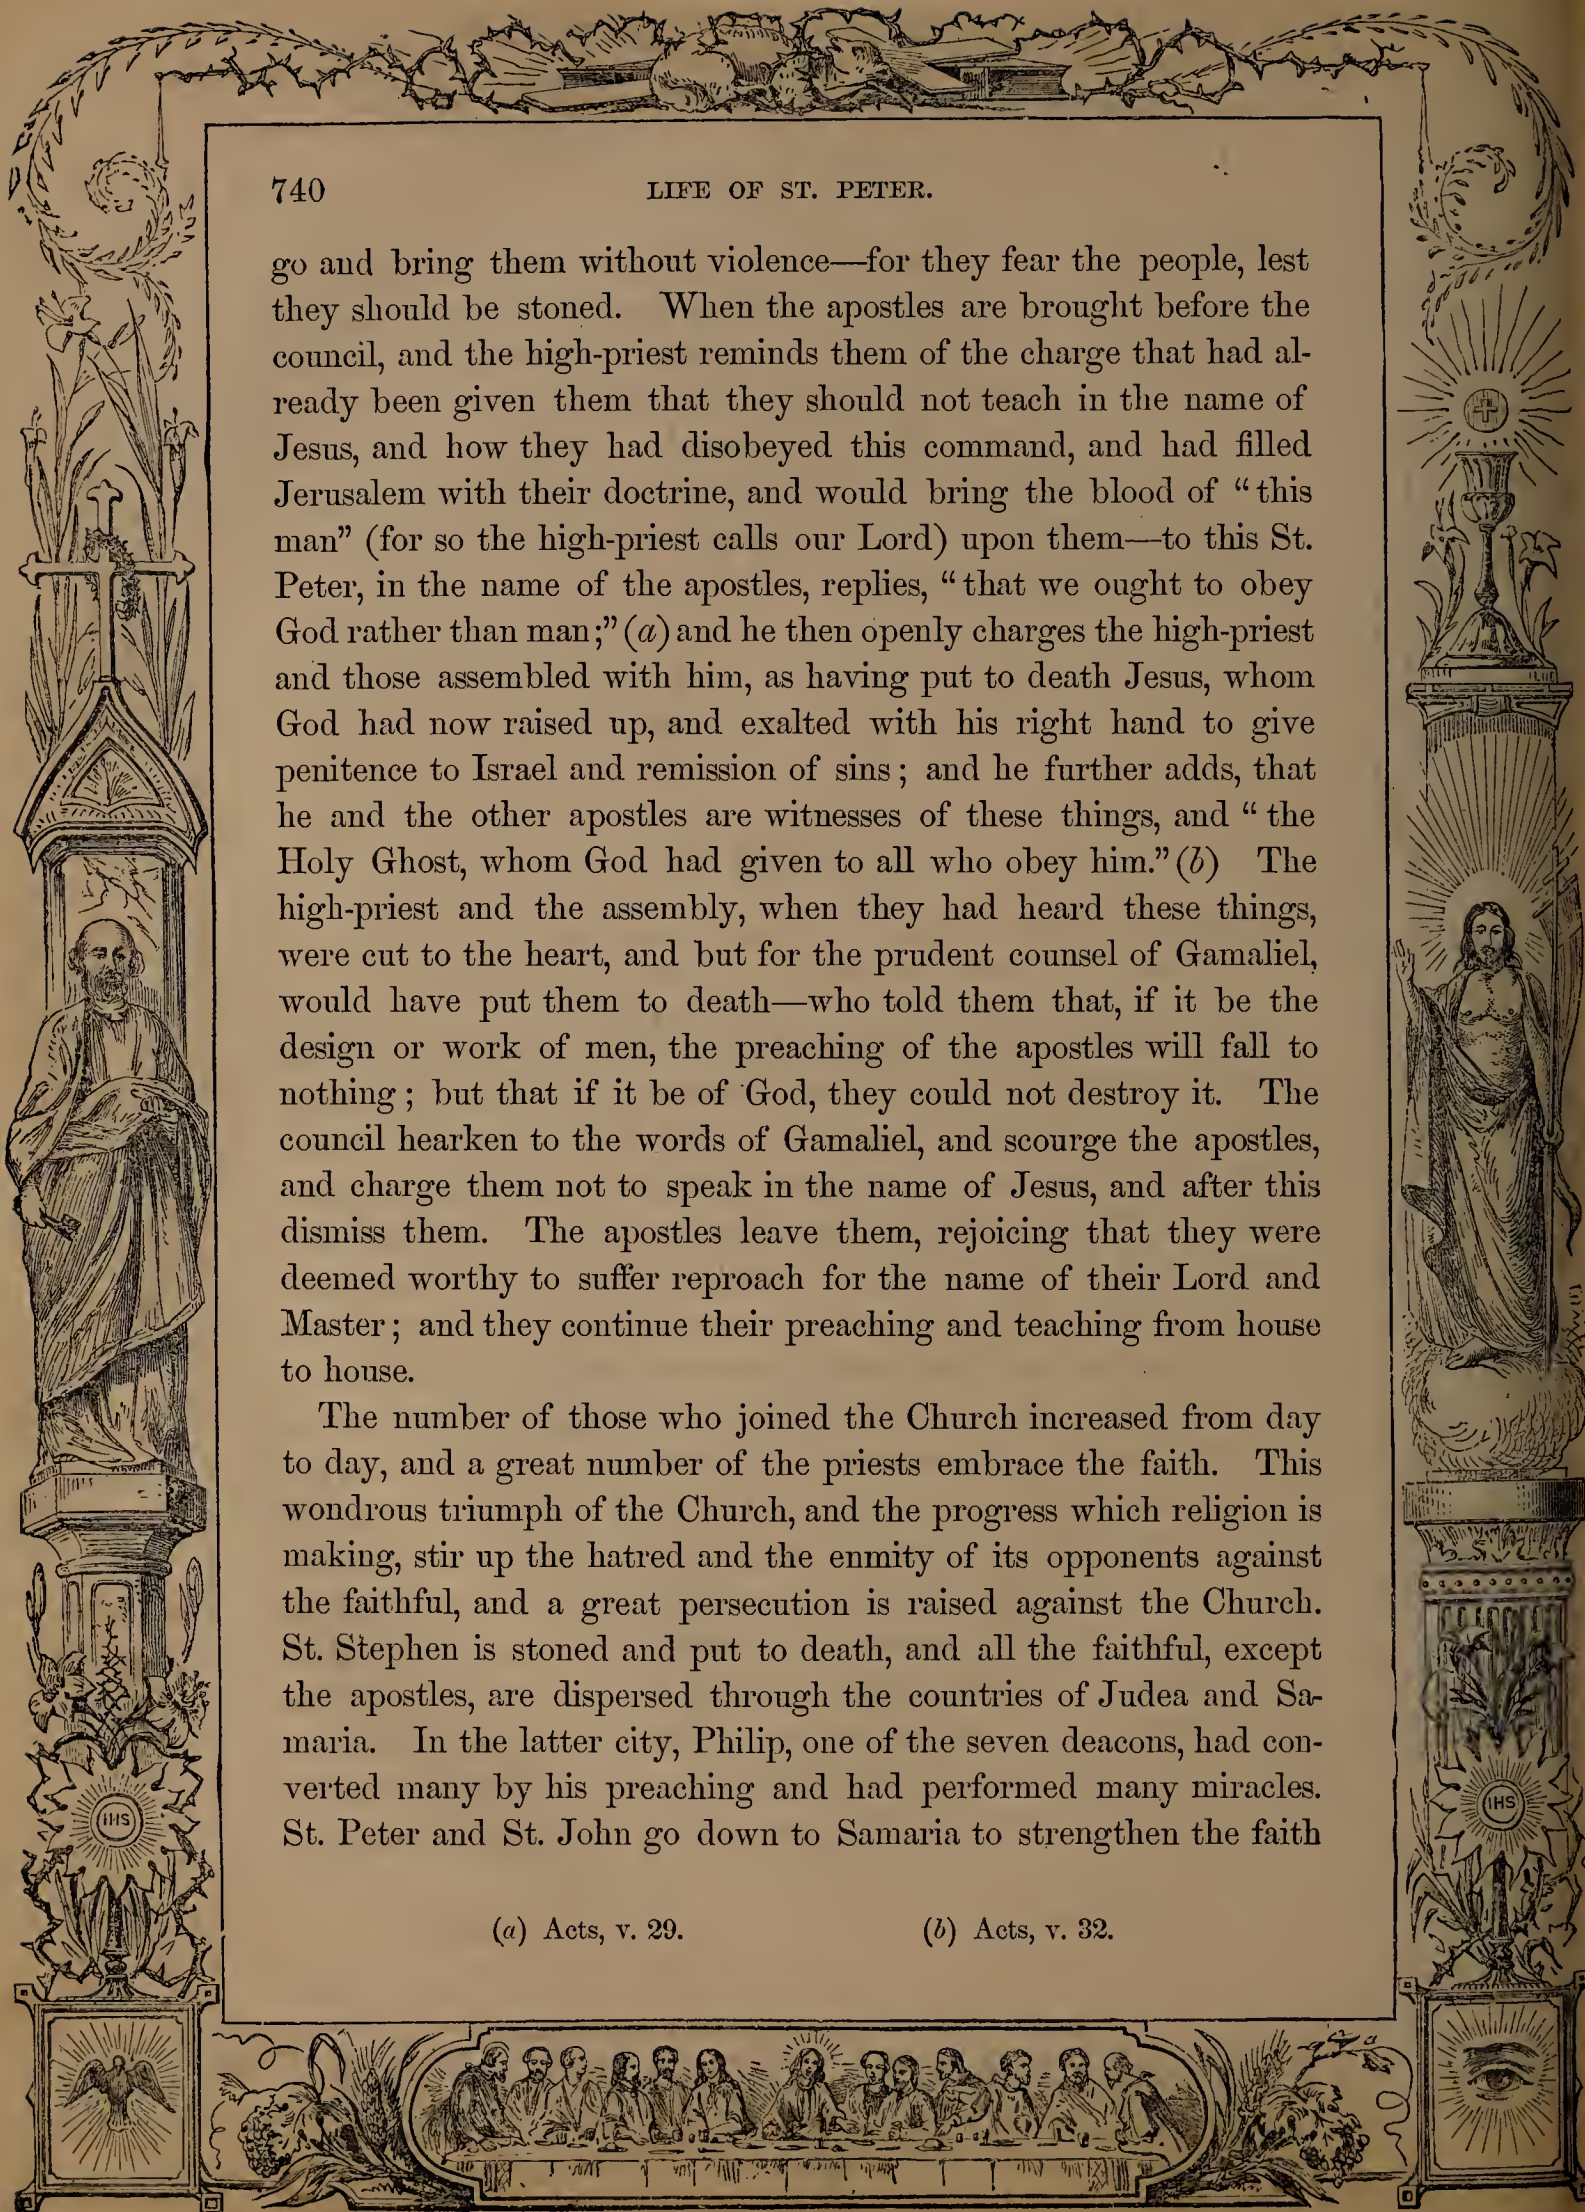 740 LIFE OF ST. PETER.
go and bring them without violence—for they fear the people, lest
they should be stoned. When the apostles are brought before the
council, and the high-priest reminds them of the charge that had al-
ready been given them that they should not teach in the name of
Jesus, and how they had disobeyed this command, and had filled
Jerusalem with their doctrine, and would bring the blood of “this
man” (for so the high-priest calls our Lord) upon them—to this St.
Peter, in the name of the apostles, replies, “that we ought to obey
God rather than man;” (a) and he then openly charges the high-priest
and those assembled with him, as having put to death Jesus, whom
God had now raised up, and exalted with his right hand to give
penitence to Israel and remission of sins; and he further adds, that
he and the other apostles are witnesses of these things, and “the
Holy Ghost, whom God had given to all who obey him.” (b) The
high-priest and the assembly, when they had heard these things,
were cut to the heart, and but for the prudent counsel of Gamaliel,
would have put them to death—who told them that, if it be the
design or work of men, the preaching of the apostles will fall to
nothing; but that if it be of God, they could not destroy it. The
council hearken to the words of Gamaliel, and scourge the apostles,
and charge them not to speak in the name of Jesus, and after this
dismiss them. The apostles leave them, rejoicing that they were
deemed worthy to suffer reproach for the name of their Lord and
Master; and they continue their preaching and teaching from house
to house.
The number of those who joined the Church increased from day
to day, and a great number of the priests embrace the faith. This
wondrous triumph of the Church, and the progress which religion is
making, stir up the hatred and the enmity of its opponents against
the faithful, and a great persecution is raised against the Church.
St. Stephen is stoned and put to death, and all the faithful, except
the apostles, are dispersed through the countries of Judea and Sa-
maria. In the latter city, Philip, one of the seven deacons, had con-
verted many by his preaching and had performed many miracles.
St. Peter and St. John go down to Samaria to strengthen the faith
(a) Acts, v. 29. (b) Acts, v. 32.
IHS
IHS